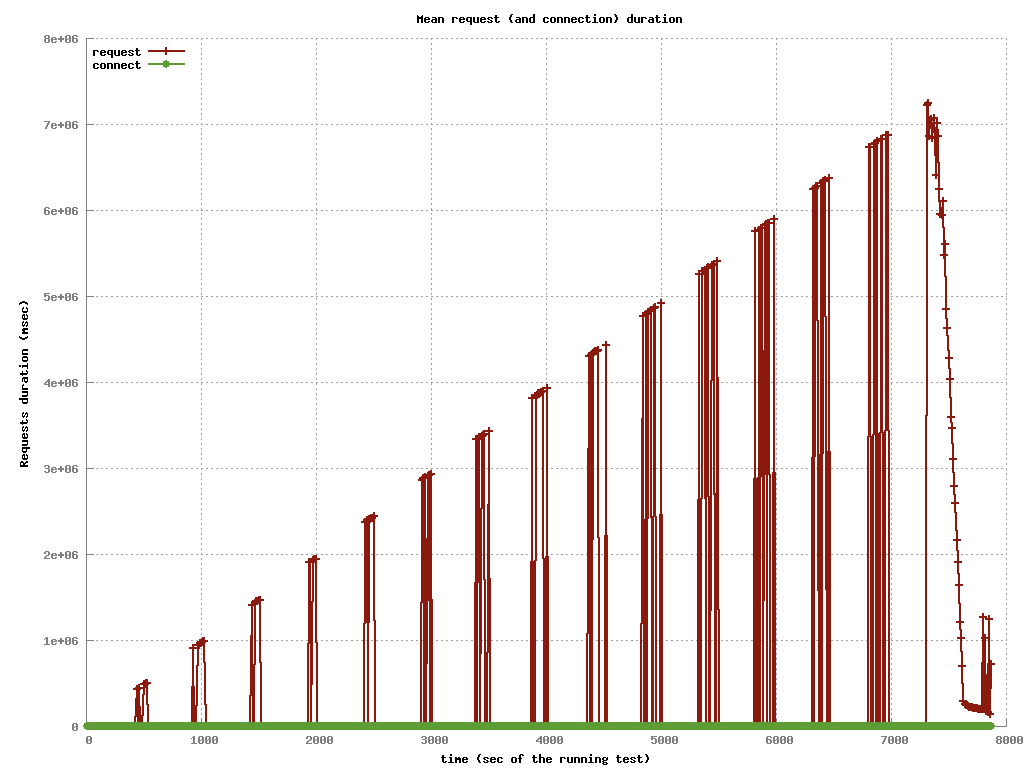 Mean request (and connection) duration
8e+06
request
connect
7e+06
6e+06
5e+06
4e+06
3e+06
2e+06
1e+06
0
Requests duration (msec)
0 1000 2000 3000 4000 5000 6000 7000 8000
time (sec of the running test)